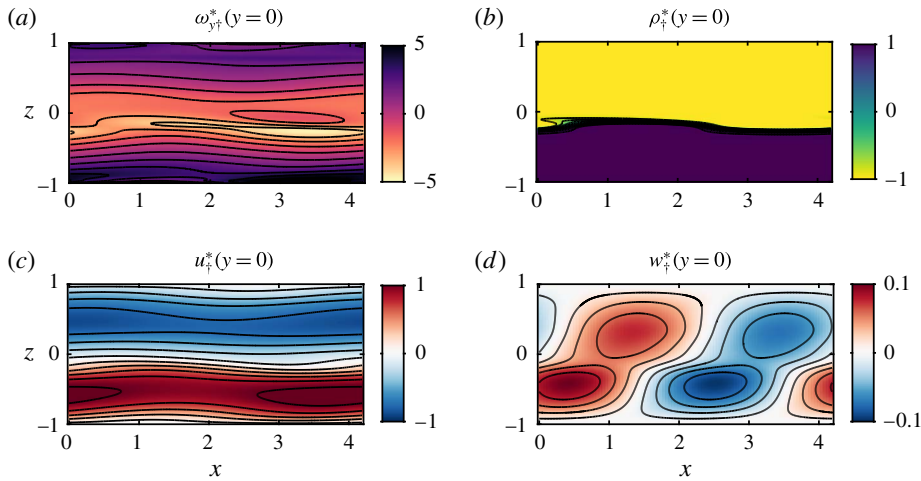 (a) ω*y†(y = 0)
(b) ρ*†(y = 0)
1 5 1 1
z 0 0 0 0
−1 −5 −1 −1
0 1 2 3 4 0 1 2 3 4
(c) u*†(y = 0)
(d) w*†(y = 0)
1 1 1 0.1
z 0 0 0 0
−1 −1 −1 −0.1
0 1 2 3 4 0 1 2 3 4
x x